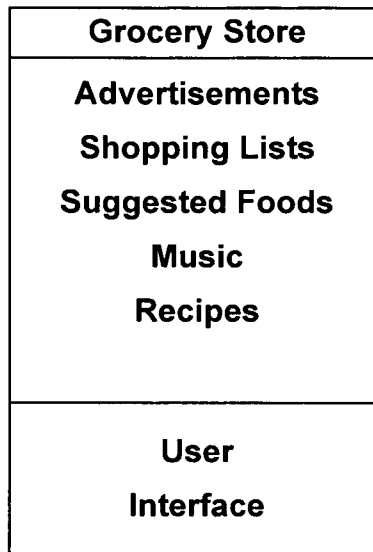 Grocery Store
Advertisements
Shopping Lists
Suggested Foods
Music
Recipes
User
Interface